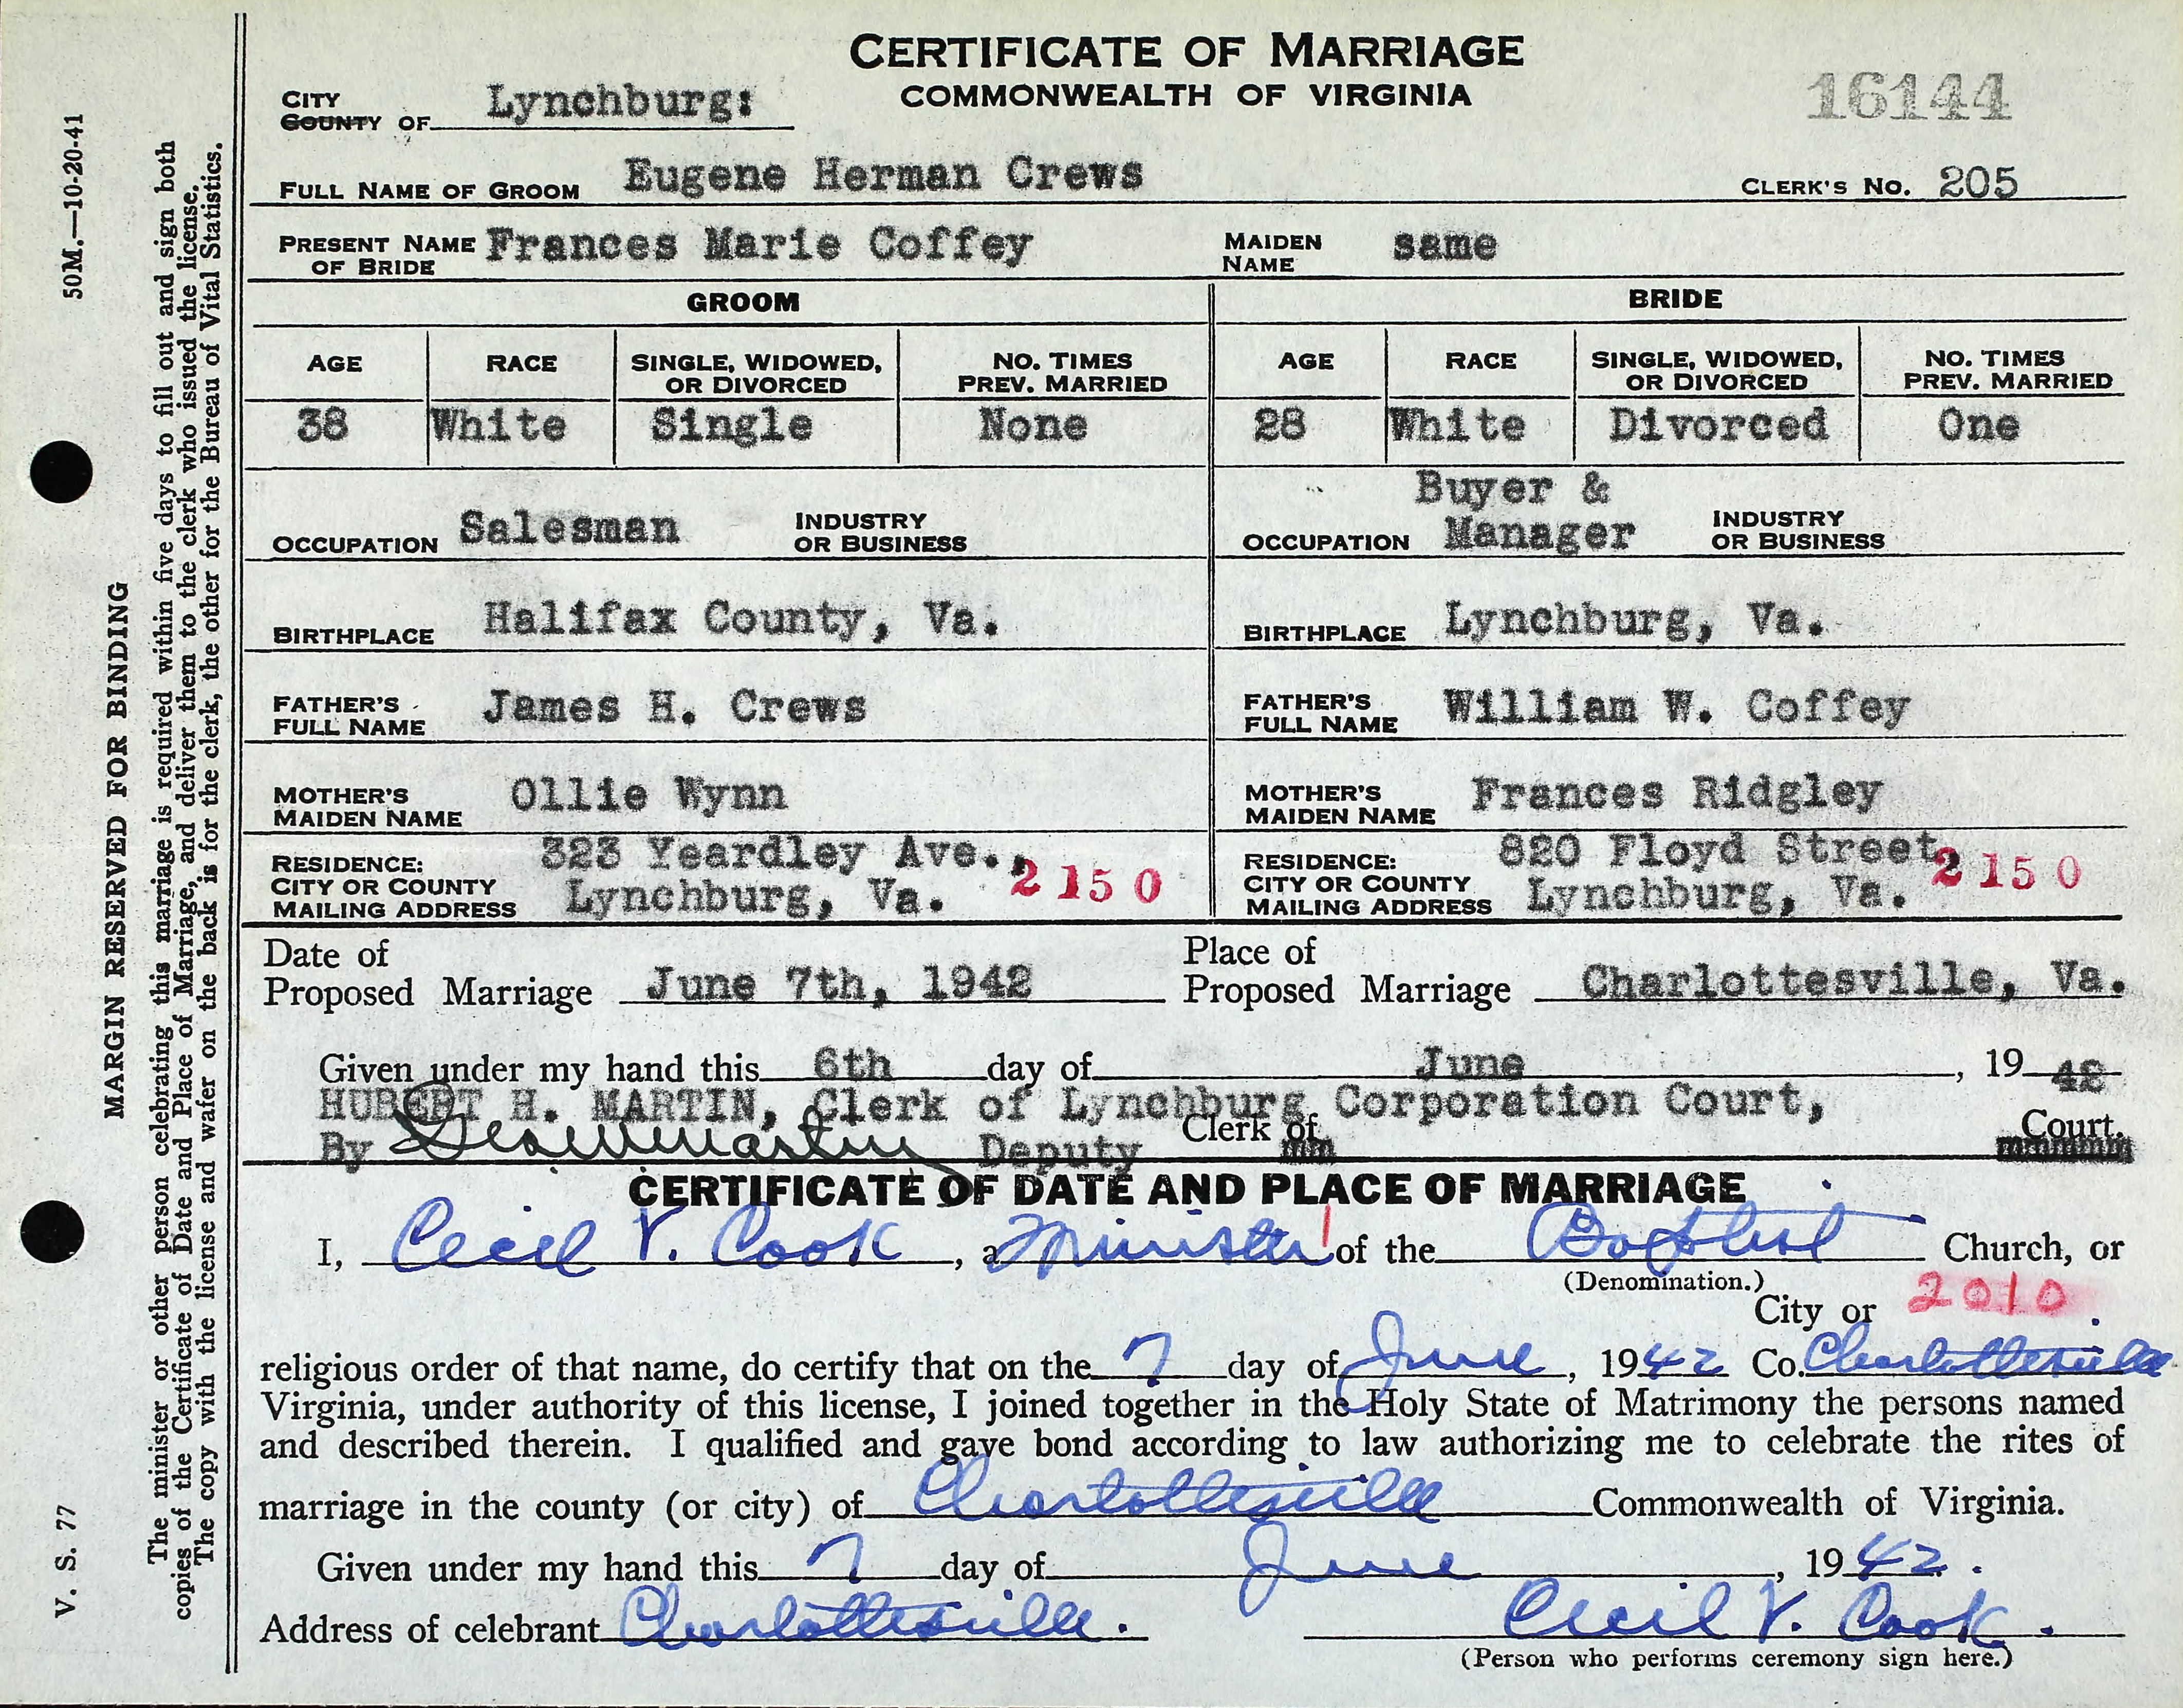 CERTIFICATE OF MARRIAGE
COMMONWEALTH OF VIRGINIA
16144
CITY
COUNTY OF Lynchburg:
FULL NAME OF GROOM Eugene Herman Crews CLERK'S NO. 205
PRESENT NAME OF BRIDE Frances Marie Coffey MAIDEN NAME same
GROOM BRIDE
AGE RACE SINGLE, WIDOWED, OR DIVORCED NO. TIMES PREV. MARRIED AGE RACE SINGLE, WIDOWED, OR DIVORCED NO. TIMES PREV. MARRIED
38 White Single None 28 White Divorced One
OCCUPATION Salesman INDUSTRY OR BUSINESS OCCUPATION Buyer & Manager INDUSTRY OR BUSINESS
BIRTHPLACE Halifax County, Va. BIRTHPLACE Lynchburg, Va.
FATHER'S FULL NAME James H. Crews FATHER'S FULL NAME William W. Coffey
MOTHER'S MAIDEN NAME Ollie Wynn MOTHER'S MAIDEN NAME Frances Ridgley
RESIDENCE: CITY OR COUNTY MAILING ADDRESS 323 Yeardley Ave., Lynchburg, Va. 2150 RESIDENCE: CITY OR COUNTY MAILING ADDRESS 820 Floyd Street, Lynchburg, Va. 2150
Date of Proposed Marriage June 7th, 1942 Place of Proposed Marriage Charlottesville, Va.
Given under my hand this 6th day of June, 19 42
HUBERT H. MARTIN, Clerk of Lynchburg Corporation Court,
By Deputy Clerk of Court.
CERTIFICATE OF DATE AND PLACE OF MARRIAGE
I, Cecil V. Cook, a Minister of the Baptist Church, or
(Denomination.)
City or 2010
religious order of that name, do certify that on the 7 day of June, 1942 Co. Charlottesville
Virginia, under authority of this license, I joined together in the Holy State of Matrimony the persons named
and described therein. I qualified and gave bond according to law authorizing me to celebrate the rites of
marriage in the county (or city) of Charlottesville Commonwealth of Virginia.
Given under my hand this 7 day of June, 1942.
Address of celebrant Charlottesville. Cecil V. Cook.
(Person who performs ceremony sign here.)
50M.—10-20-41
MARGIN RESERVED FOR BINDING
V. S. 77
The minister or other person celebrating this marriage is required within five days to fill out and sign both
copies of the Certificate of Date and Place of Marriage, and deliver them to the clerk who issued the license.
The copy with the license and wafer on the back is for the clerk, the other for the Bureau of Vital Statistics.